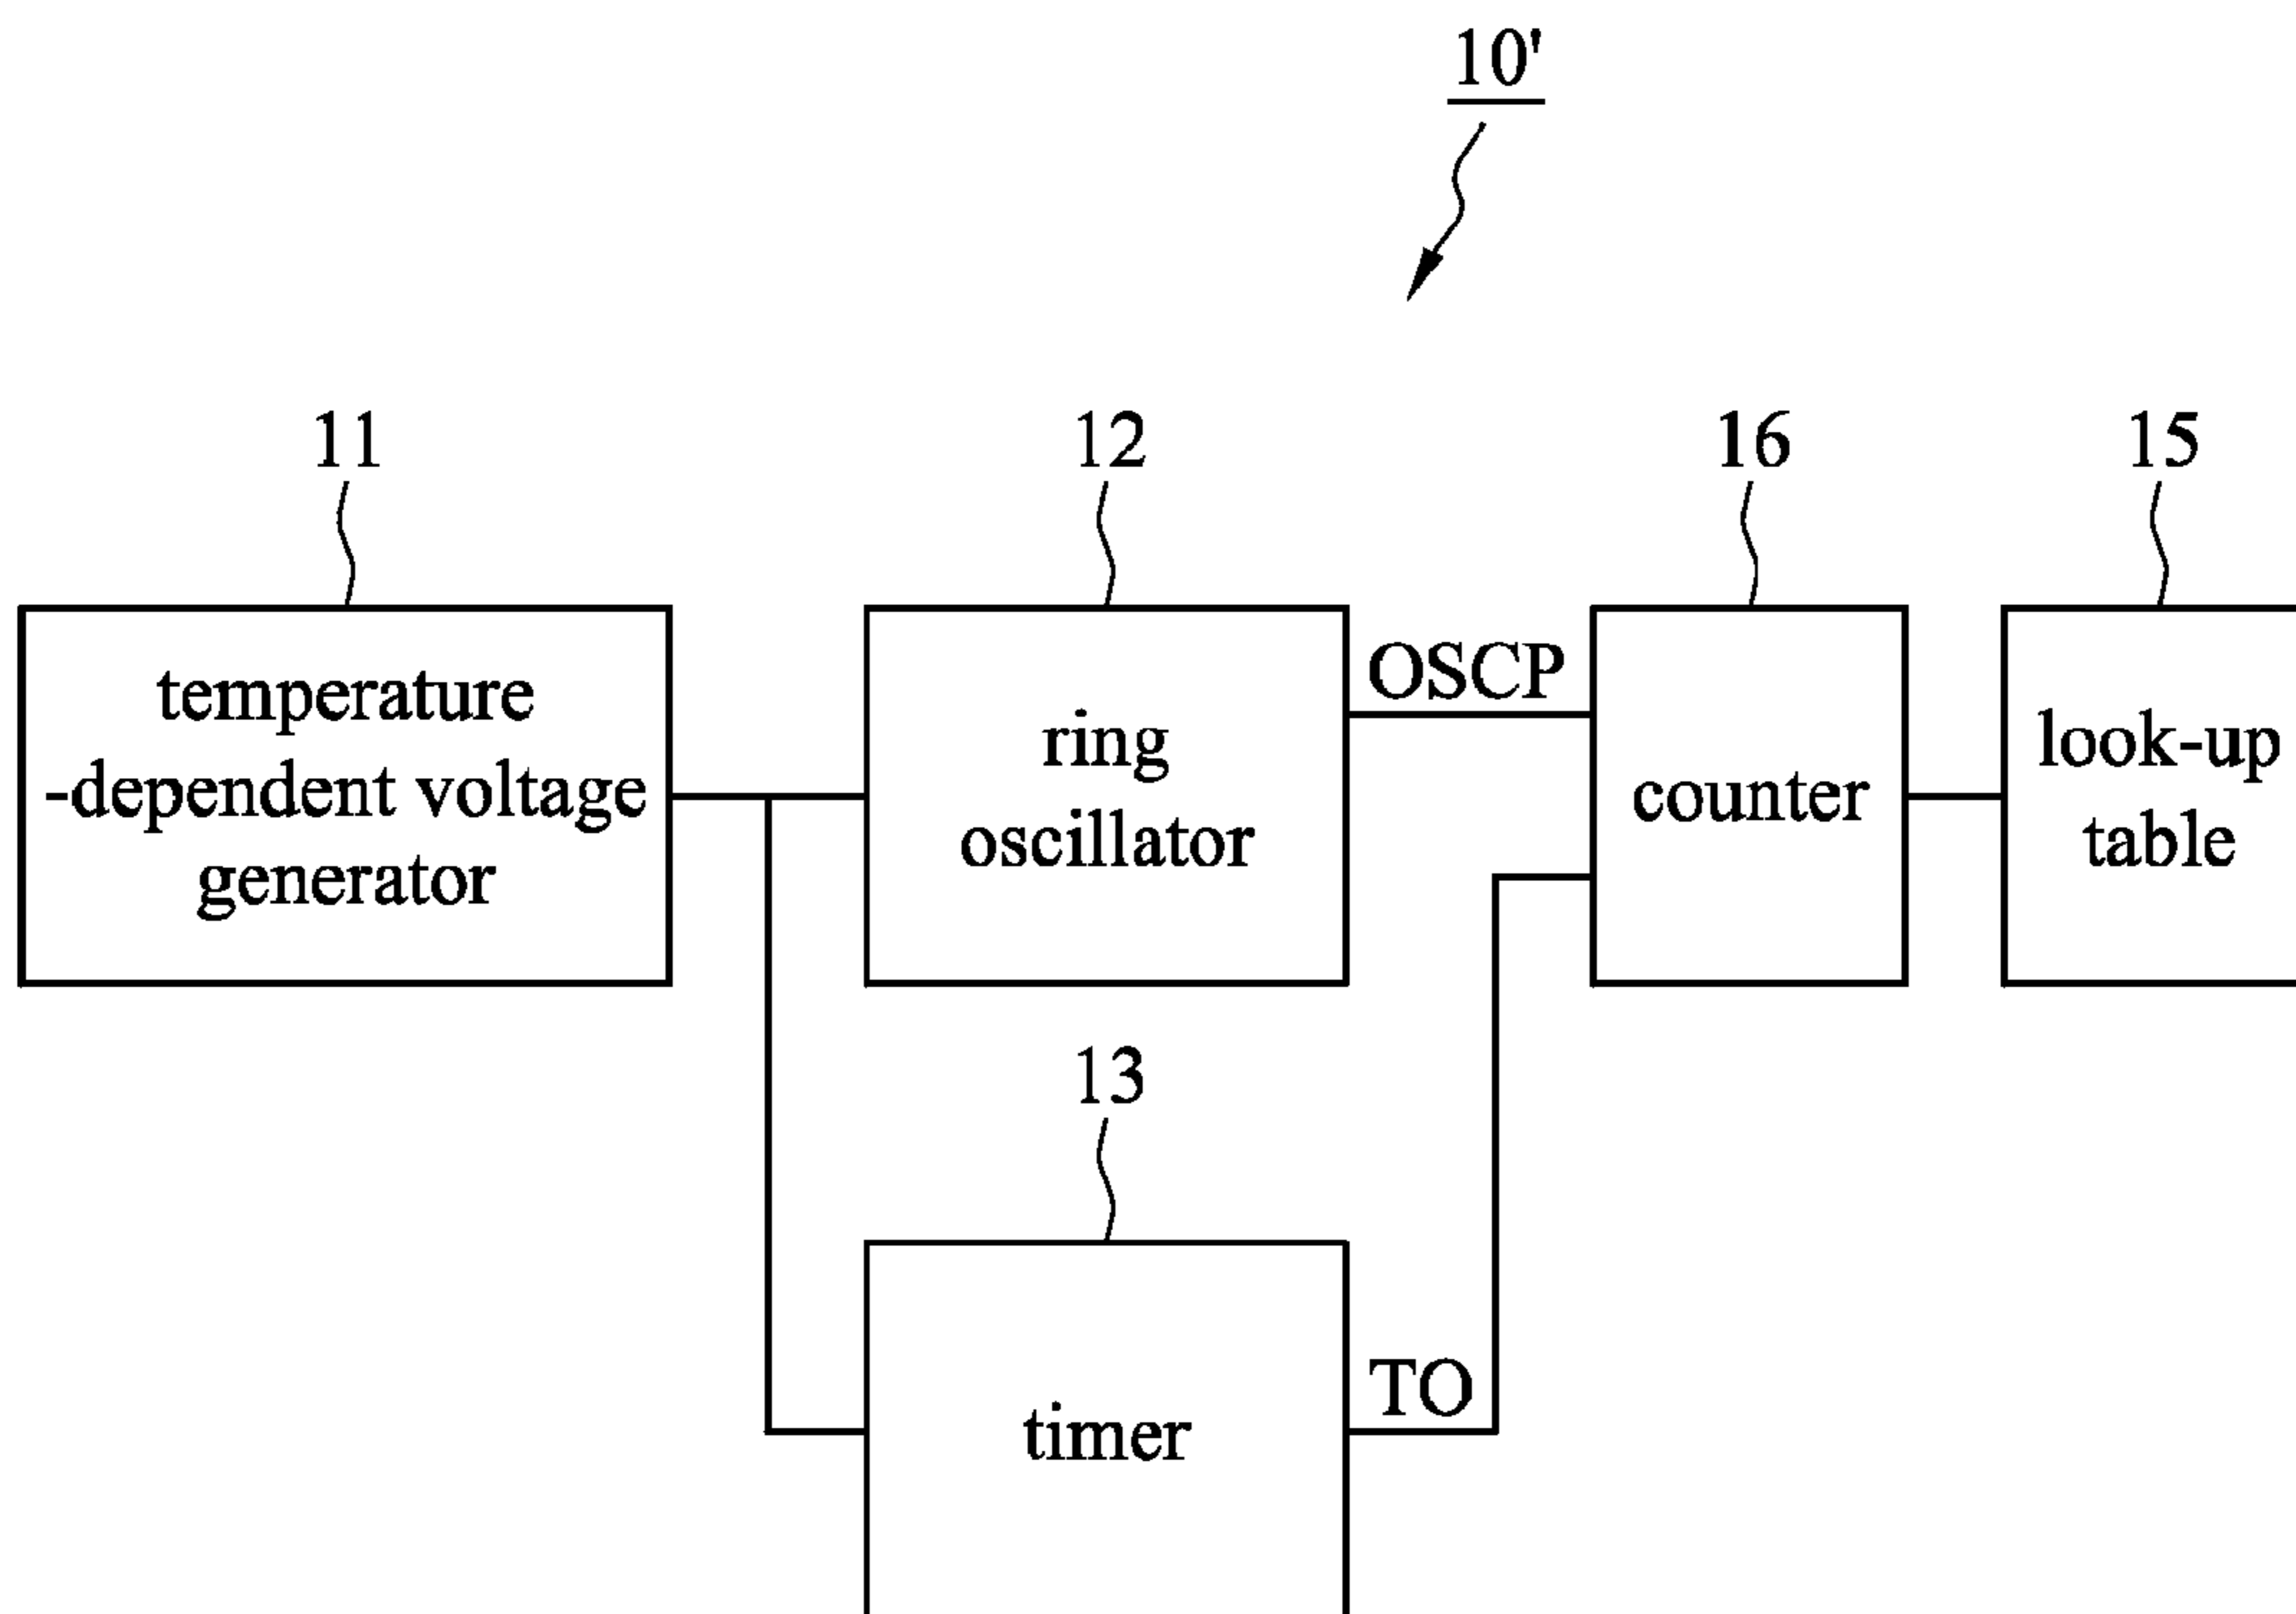 10'
11
12
16
15
temperature
-dependent voltage
generator
ring
oscillator
OSCP
counter
look-up
table
13
timer
TO